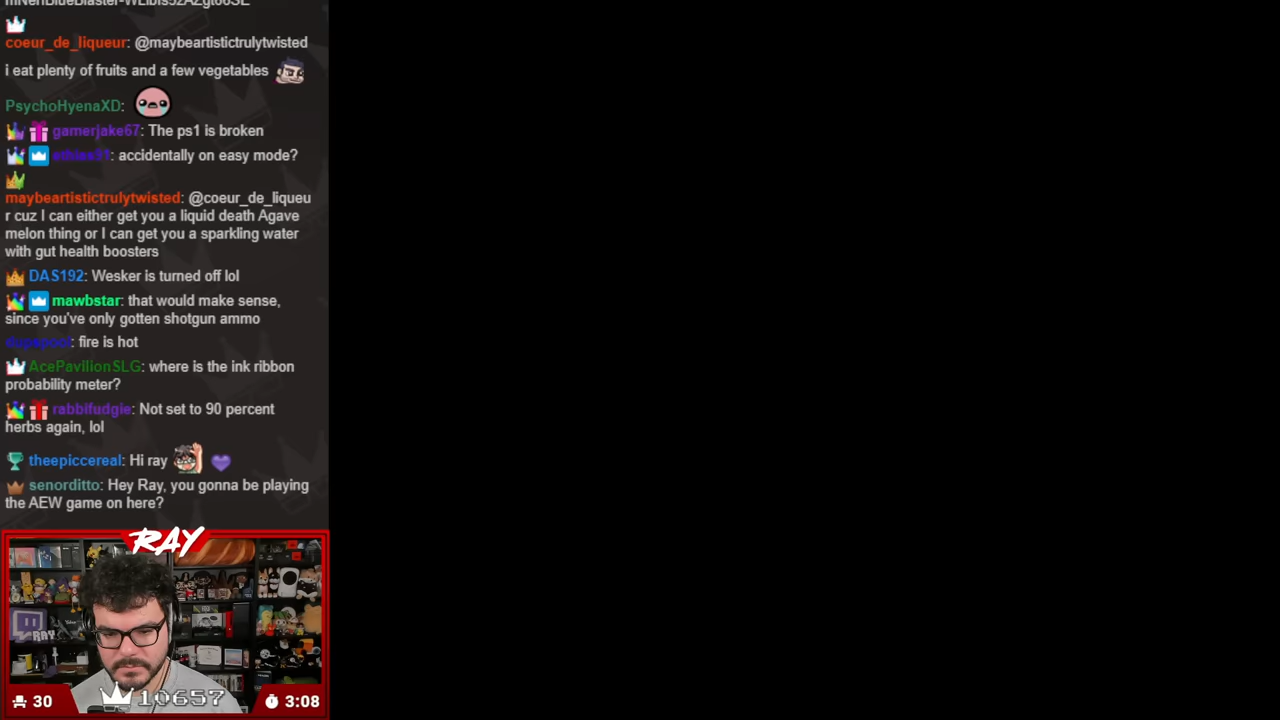 coeur_de_liqueur: @maybeartistictrulytwisted
i eat plenty of fruits and a few vegetables
PsychoHyenaXD:
gamerjake67: The ps1 is broken
: accidentally on easy mode?
maybeartistictrulytwisted: @coeur_de_liqueu
r cuz I can either get you a liquid death Agave
melon thing or I can get you a sparkling water
with gut health boosters
DAS192: Wesker is turned off lol
mawbstar: that would make sense,
since you've only gotten shotgun ammo
: fire is hot
AcePavilionSLG: where is the ink ribbon
probability meter?
rabbifudgie: Not set to 90 percent
herbs again, lol
theepiccereal: Hi ray
senorditto: Hey Ray, you gonna be playing
the AEW game on here?
RAY
RAY
30
10657
3:08